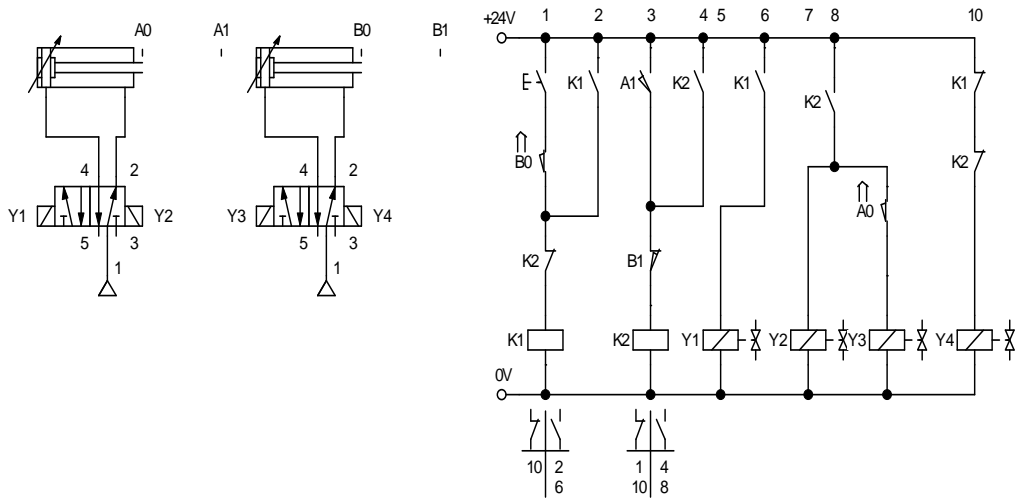 1 2 3 4 5 6 7 8 10
+24V
A0 A1 B0 B1
K1 A1 K2 K1 K1
K2
B0 K2
4 2 4 2
A0
Y1 Y2 Y3 Y4
5 3 5 3
K2 B1
1 1
K1 K2 Y1 Y2 Y3 Y4
0V
10 2 1 4
6 10 8